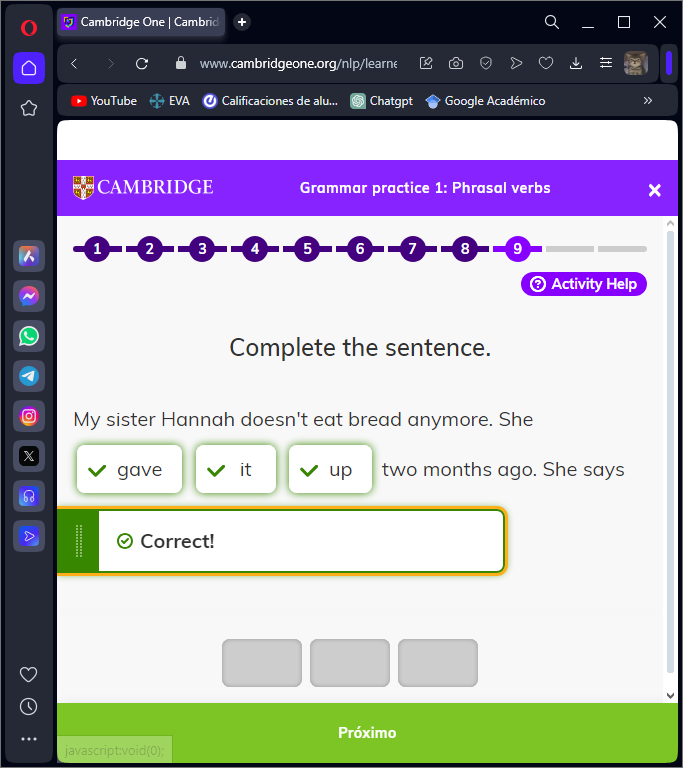 Cambridge One | Cambrid
www.cambridgeone.org/nlp/learne
YouTube EVA Calificaciones de alu... Chatgpt Google Académico »
CAMBRIDGE Grammar practice 1: Phrasal verbs
1 2 3 4 5 6 7 8 9
Activity Help
Complete the sentence.
My sister Hannah doesn't eat bread anymore. She
gave it up two months ago. She says
Correct!
Próximo
javascript:void(0);